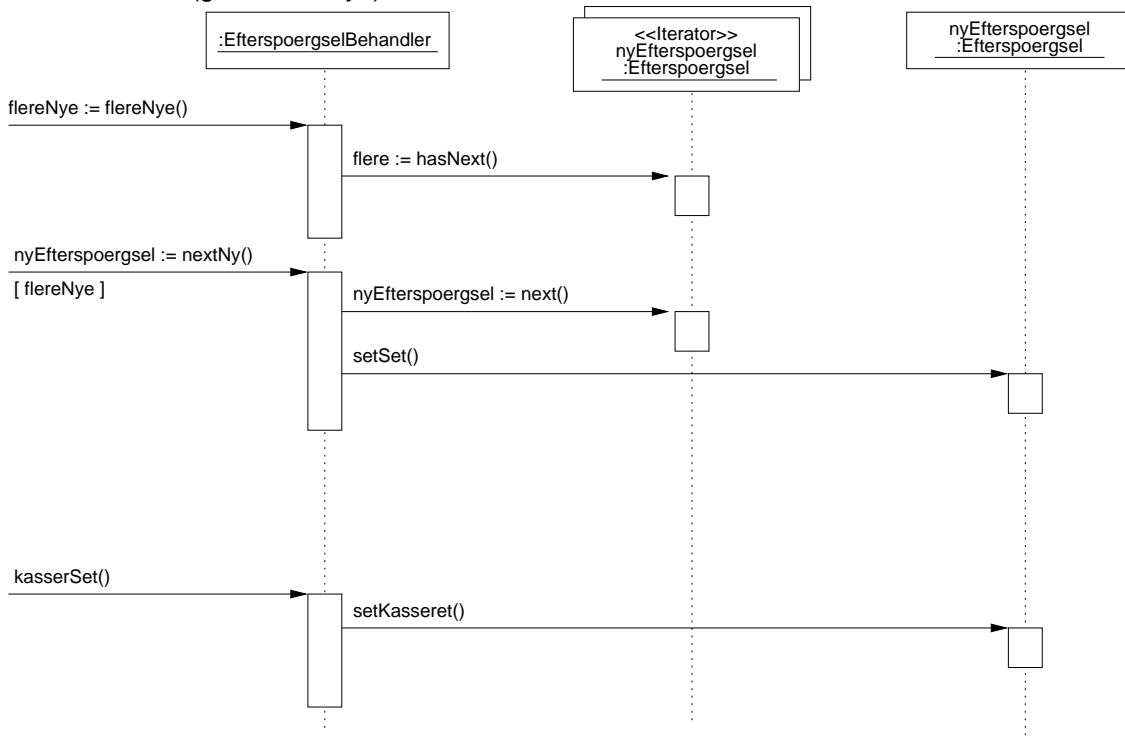 :EfterspoergselBehandler
<<Iterator>>
nyEfterspoergsel
:Efterspoergsel
nyEfterspoergsel
:Efterspoergsel
flereNye := flereNye()
flere := hasNext()
nyEfterspoergsel := nextNy()
[ flereNye ]
nyEfterspoergsel := next()
setSet()
kasserSet()
setKasseret()